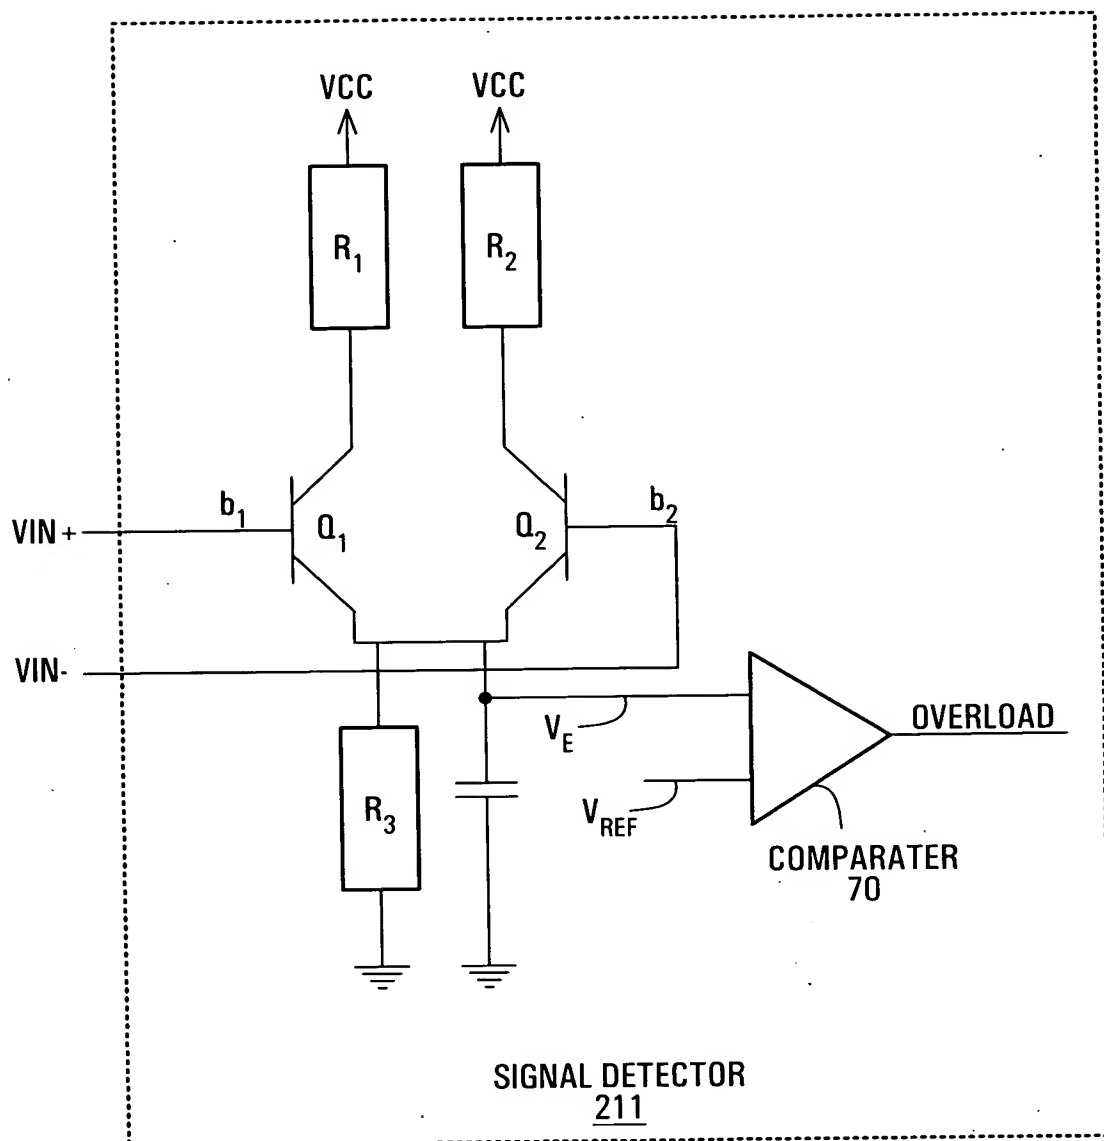 VCC
VCC
R1
R2
b1
b2
VIN+
Q1
Q2
VIN-
VE
OVERLOAD
R3
VREF
COMPARATER
70
SIGNAL DETECTOR
211